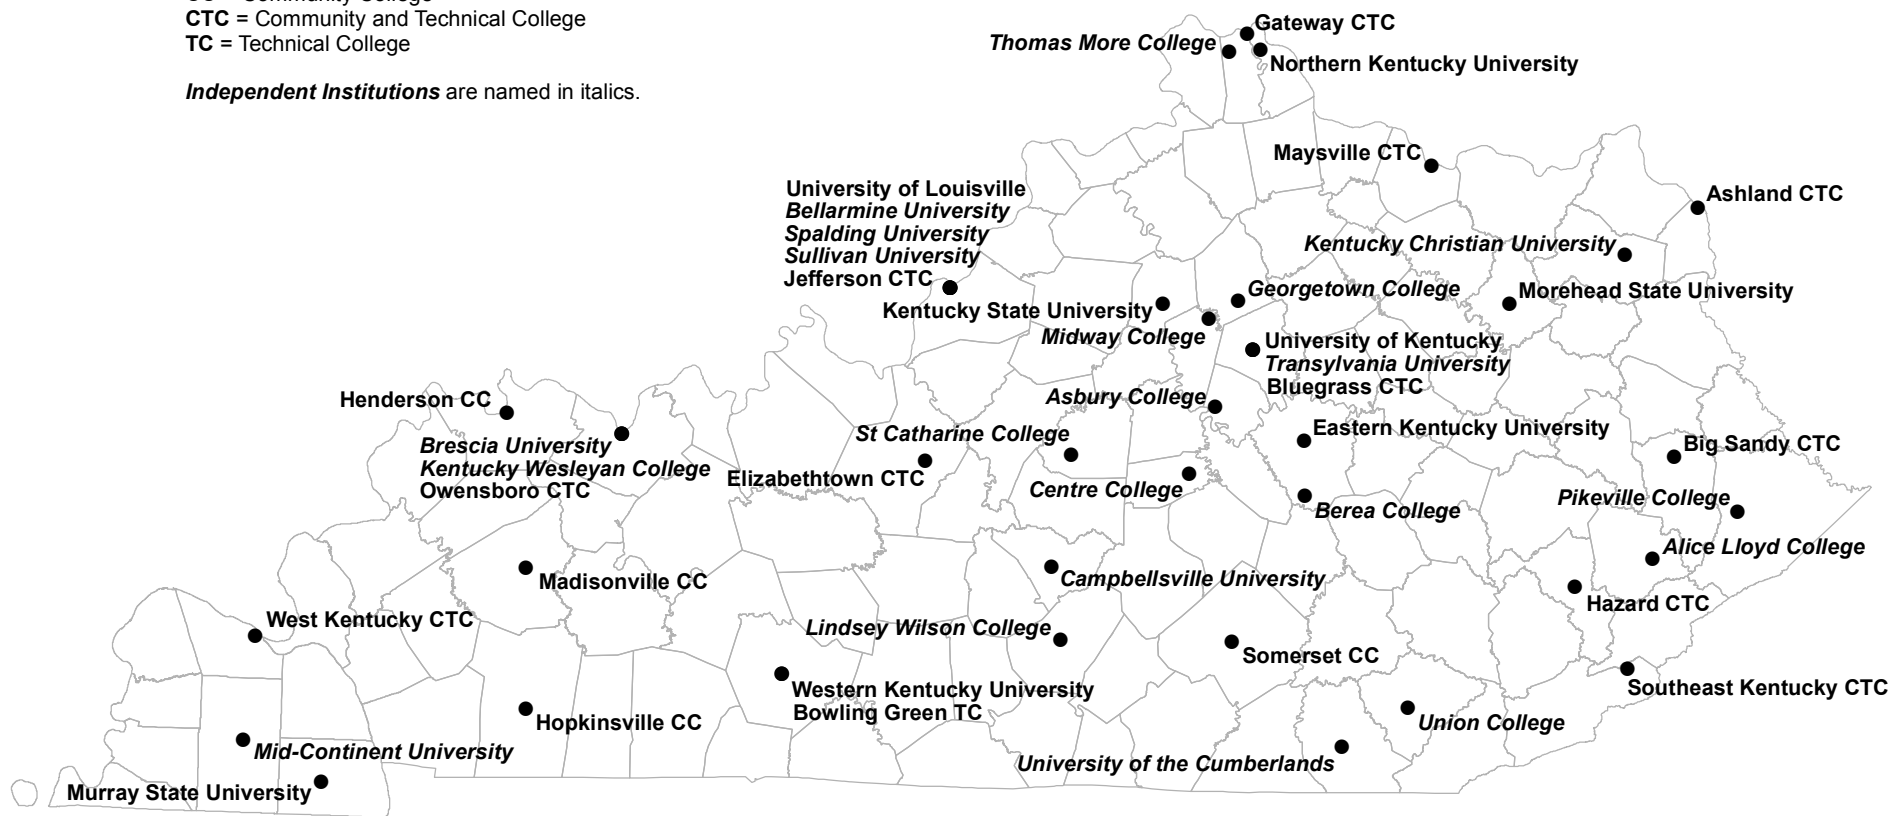 CTC = Community and Technical College
TC = Technical College
Independent Institutions are named in italics.
Gateway CTC
Thomas More College
Northern Kentucky University
Maysville CTC
Ashland CTC
University of Louisville
Bellarmine University
Spalding University
Sullivan University
Jefferson CTC
Kentucky Christian University
Georgetown College
Morehead State University
Kentucky State University
Midway College
University of Kentucky
Transylvania University
Bluegrass CTC
Henderson CC
Asbury College
Brescia University
Kentucky Wesleyan College
Owensboro CTC
St Catharine College
Eastern Kentucky University
Big Sandy CTC
Elizabethtown CTC
Centre College
Berea College
Pikeville College
Alice Lloyd College
Madisonville CC
Campbellsville University
Hazard CTC
West Kentucky CTC
Lindsey Wilson College
Somerset CC
Southeast Kentucky CTC
Western Kentucky University
Bowling Green TC
Hopkinsville CC
Union College
Mid-Continent University
University of the Cumberlands
Murray State University